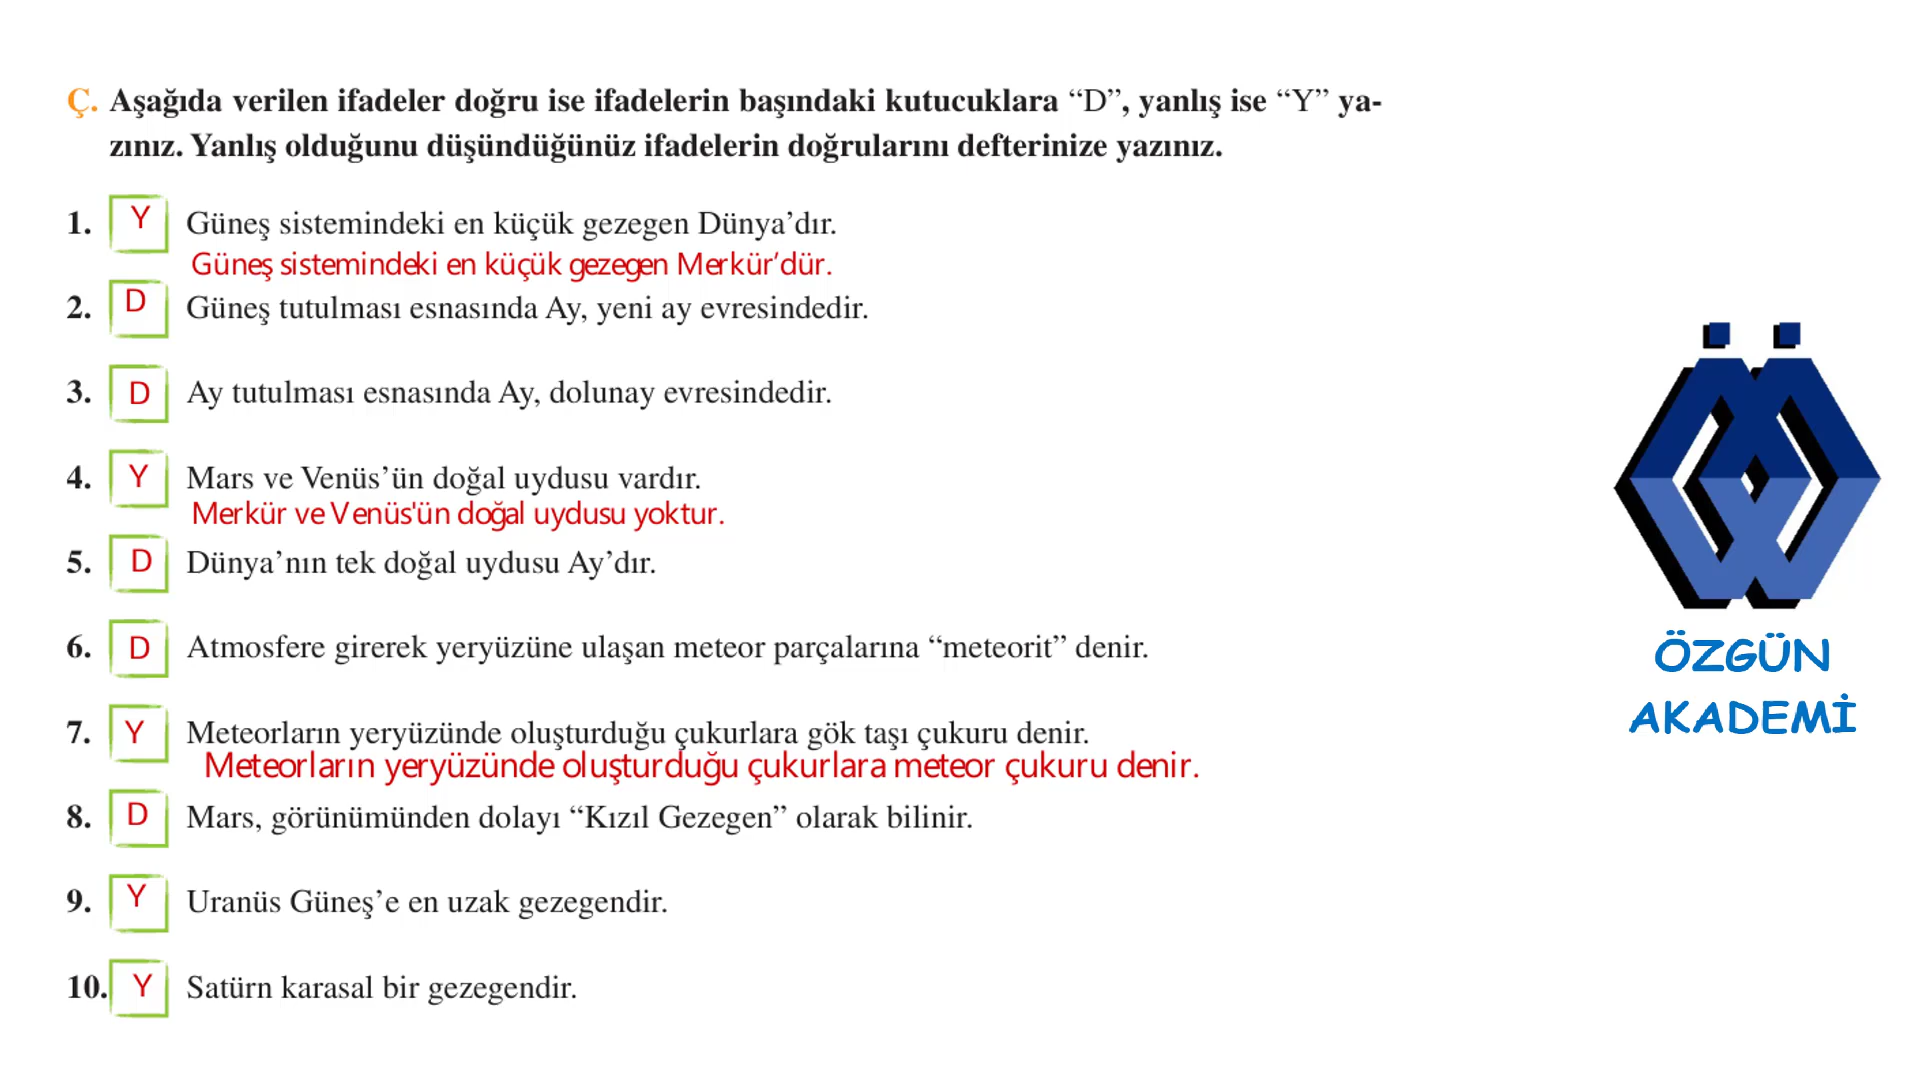 Ç. Aşağıda verilen ifadeler doğru ise ifadelerin başındaki kutucuklara “D”, yanlış ise “Y” ya-
zınız. Yanlış olduğunu düşündüğünüz ifadelerin doğrularını defterinize yazınız.
1. Y Güneş sistemindeki en küçük gezegen Dünya’dır.
Güneş sistemindeki en küçük gezegen Merkür’dür.
2. D Güneş tutulması esnasında Ay, yeni ay evresindedir.
3. D Ay tutulması esnasında Ay, dolunay evresindedir.
4. Y Mars ve Venüs’ün doğal uydusu vardır.
Merkür ve Venüs'ün doğal uydusu yoktur.
5. D Dünya’nın tek doğal uydusu Ay’dır.
6. D Atmosfere girerek yeryüzüne ulaşan meteor parçalarına “meteorit” denir.
7. Y Meteorların yeryüzünde oluşturduğu çukurlara gök taşı çukuru denir.
Meteorların yeryüzünde oluşturduğu çukurlara meteor çukuru denir.
8. D Mars, görünümünden dolayı “Kızıl Gezegen” olarak bilinir.
9. Y Uranüs Güneş’e en uzak gezegendir.
10. Y Satürn karasal bir gezegendir.
ÖZGÜN
AKADEMİ